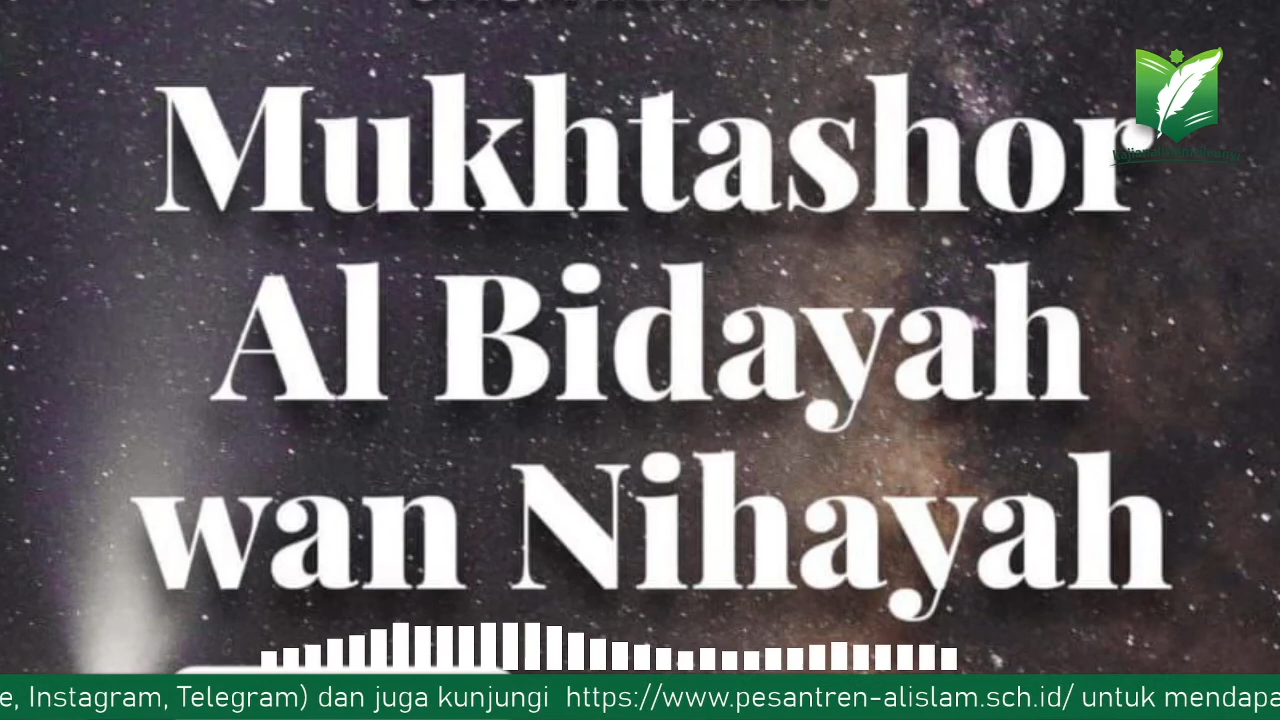 Mukhtashor
Al Bidayah
wan Nihayah
e, Instagram, Telegram) dan juga kunjungi https://www.pesantren-alislam.sch.id/ untuk mendapa